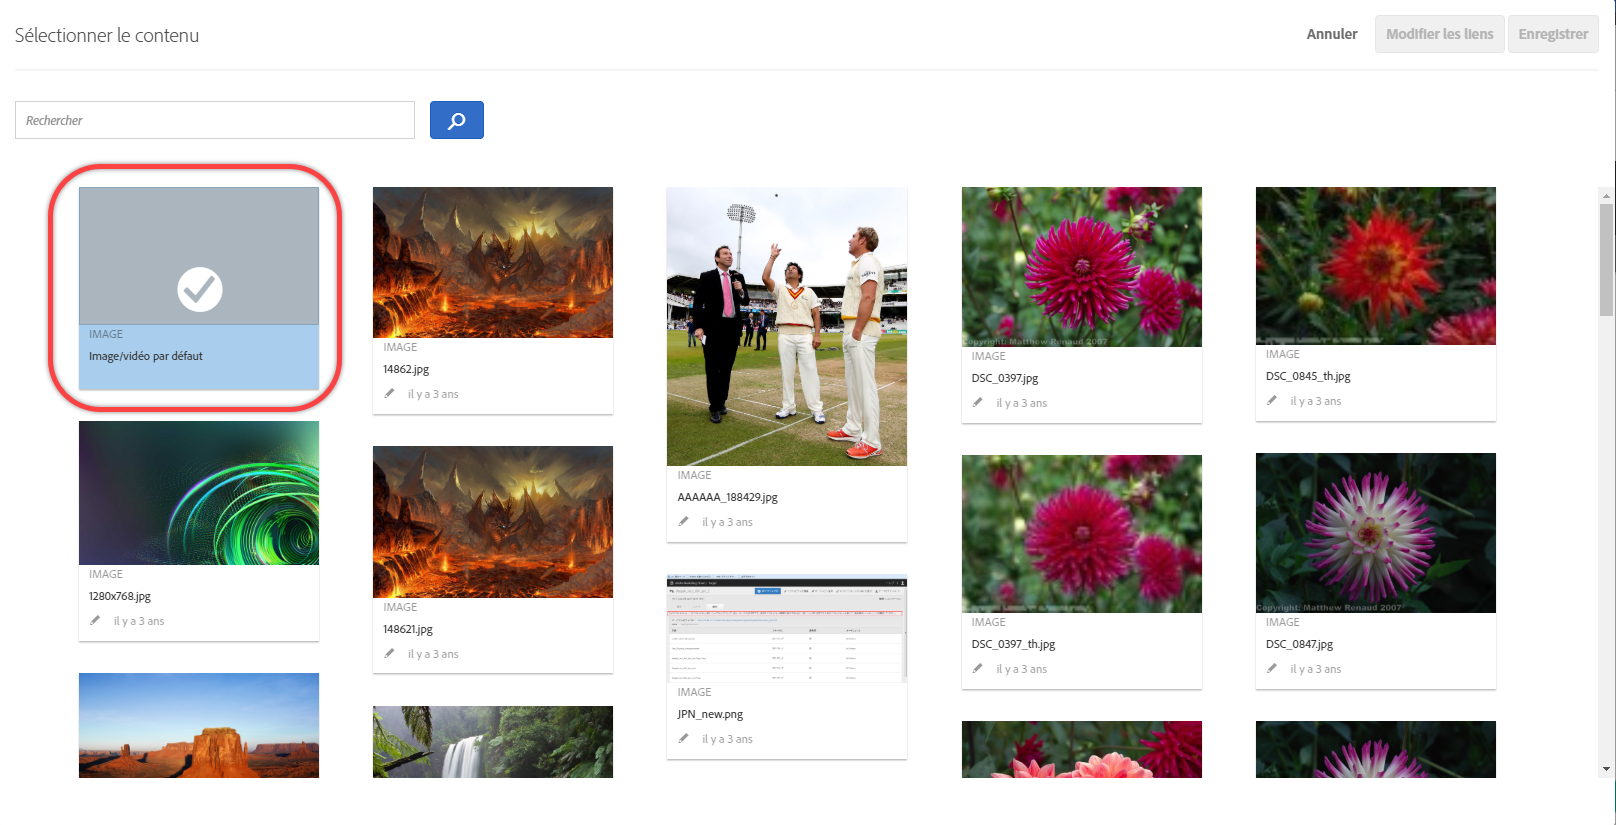 Sélectionner le contenu
Annuler
Modifier les liens
Enregistrer
Rechercher
IMAGE
Image/vidéo par défaut
IMAGE
1280x768.jpg
il y a 3 ans
IMAGE
14862.jpg
il y a 3 ans
IMAGE
148621.jpg
il y a 3 ans
IMAGE
AAAAAA_188429.jpg
il y a 3 ans
IMAGE
JPN_new.png
il y a 3 ans
Copyright: Matthew Renaud 2007
IMAGE
DSC_0397.jpg
il y a 3 ans
IMAGE
DSC_0397_th.jpg
il y a 3 ans
IMAGE
DSC_0845_th.jpg
il y a 3 ans
Copyright: Matthew Renaud 2007
IMAGE
DSC_0847.jpg
il y a 3 ans